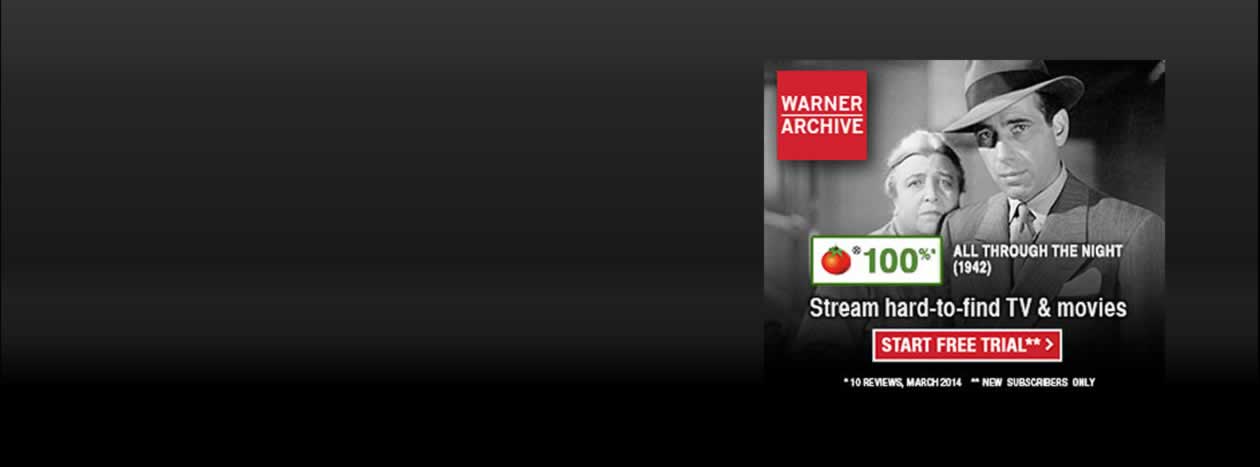 WARNER
ARCHIVE
®100%*
ALL THROUGH THE NIGHT
(1942)
Stream hard-to-find TV & movies
START FREE TRIAL** >
* 10 REVIEWS, MARCH 2014 ** NEW SUBSCRIBERS ONLY